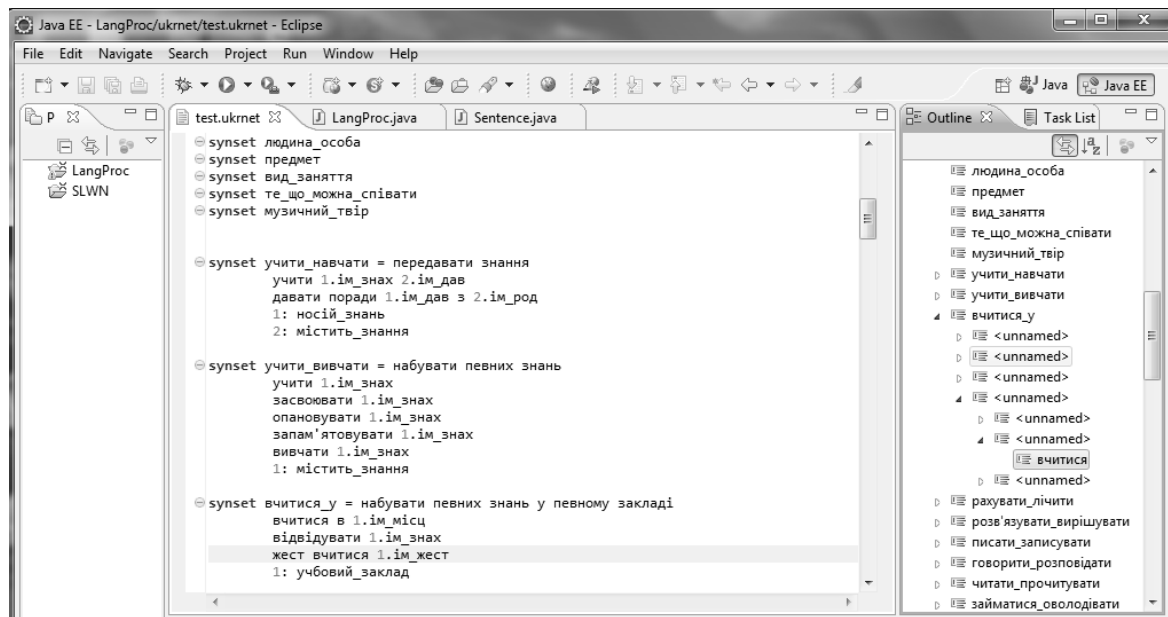 Java EE - LangProc/ukrnet/test.ukrnet - Eclipse
File Edit Navigate Search Project Run Window Help
Java Java EE
P
LangProc
SLWN
test.ukrnet LangProc.java Sentence.java
synset людина_особа
synset предмет
synset вид_заняття
synset те_що_можна_співати
synset музичний_твір
synset учити_навчати = передавати знання
учити 1.ім_знах 2.ім_дав
давати поради 1.ім_дав з 2.ім_род
1: носій_знань
2: містить_знання
synset учити_вивчати = набувати певних знань
учити 1.ім_знах
засвоювати 1.ім_знах
опановувати 1.ім_знах
запам'ятовувати 1.ім_знах
вивчати 1.ім_знах
1: містить_знання
synset вчитися_у = набувати певних знань у певному закладі
вчитися в 1.ім_місц
відвідувати 1.ім_знах
жест вчитися 1.ім_жест
1: учбовий_заклад
Outline Task List
людина_особа
предмет
вид_заняття
те_що_можна_співати
музичний_твір
учити_навчати
учити_вивчати
вчитися_у
<unnamed>
<unnamed>
<unnamed>
<unnamed>
<unnamed>
<unnamed>
вчитися
<unnamed>
рахувати_лічити
розв'язувати_вирішувати
писати_записувати
говорити_розповідати
читати_прочитувати
займатися_оволодівати